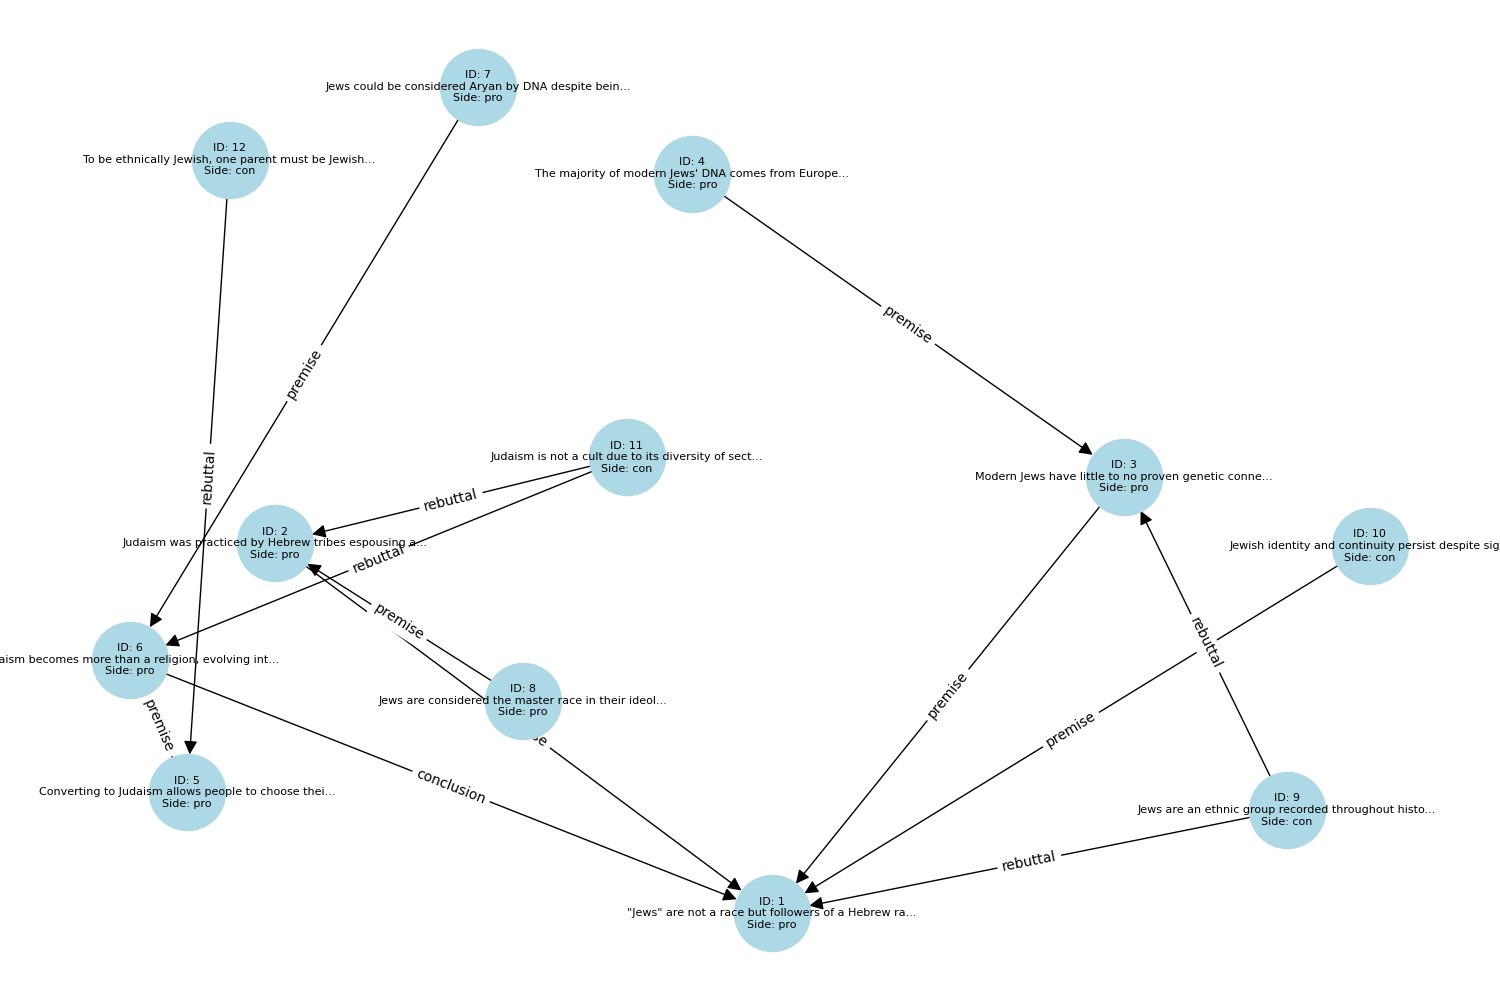 ID: 7
Jews could be considered Aryan by DNA despite bein...
Side: pro
ID: 12
To be ethnically Jewish, one parent must be Jewish...
Side: con
ID: 4
The majority of modern Jews' DNA comes from Europe...
Side: pro
premise
premise
ID: 11
Judaism is not a cult due to its diversity of sect...
Side: con
ID: 3
Modern Jews have little to no proven genetic conne...
Side: pro
rebuttal
rebuttal
ID: 2
Judaism was practiced by Hebrew tribes espousing a...
Side: pro
rebuttal
ID: 10
Jewish identity and continuity persist despite sig
Side: con
premise
rebuttal
ID: 6
aism becomes more than a religion, evolving int...
Side: pro
premise
ID: 8
Jews are considered the master race in their ideol...
Side: pro
premise
premise
se
conclusion
ID: 5
Converting to Judaism allows people to choose thei...
Side: pro
ID: 9
Jews are an ethnic group recorded throughout histo...
Side: con
rebuttal
ID: 1
"Jews" are not a race but followers of a Hebrew ra...
Side: pro